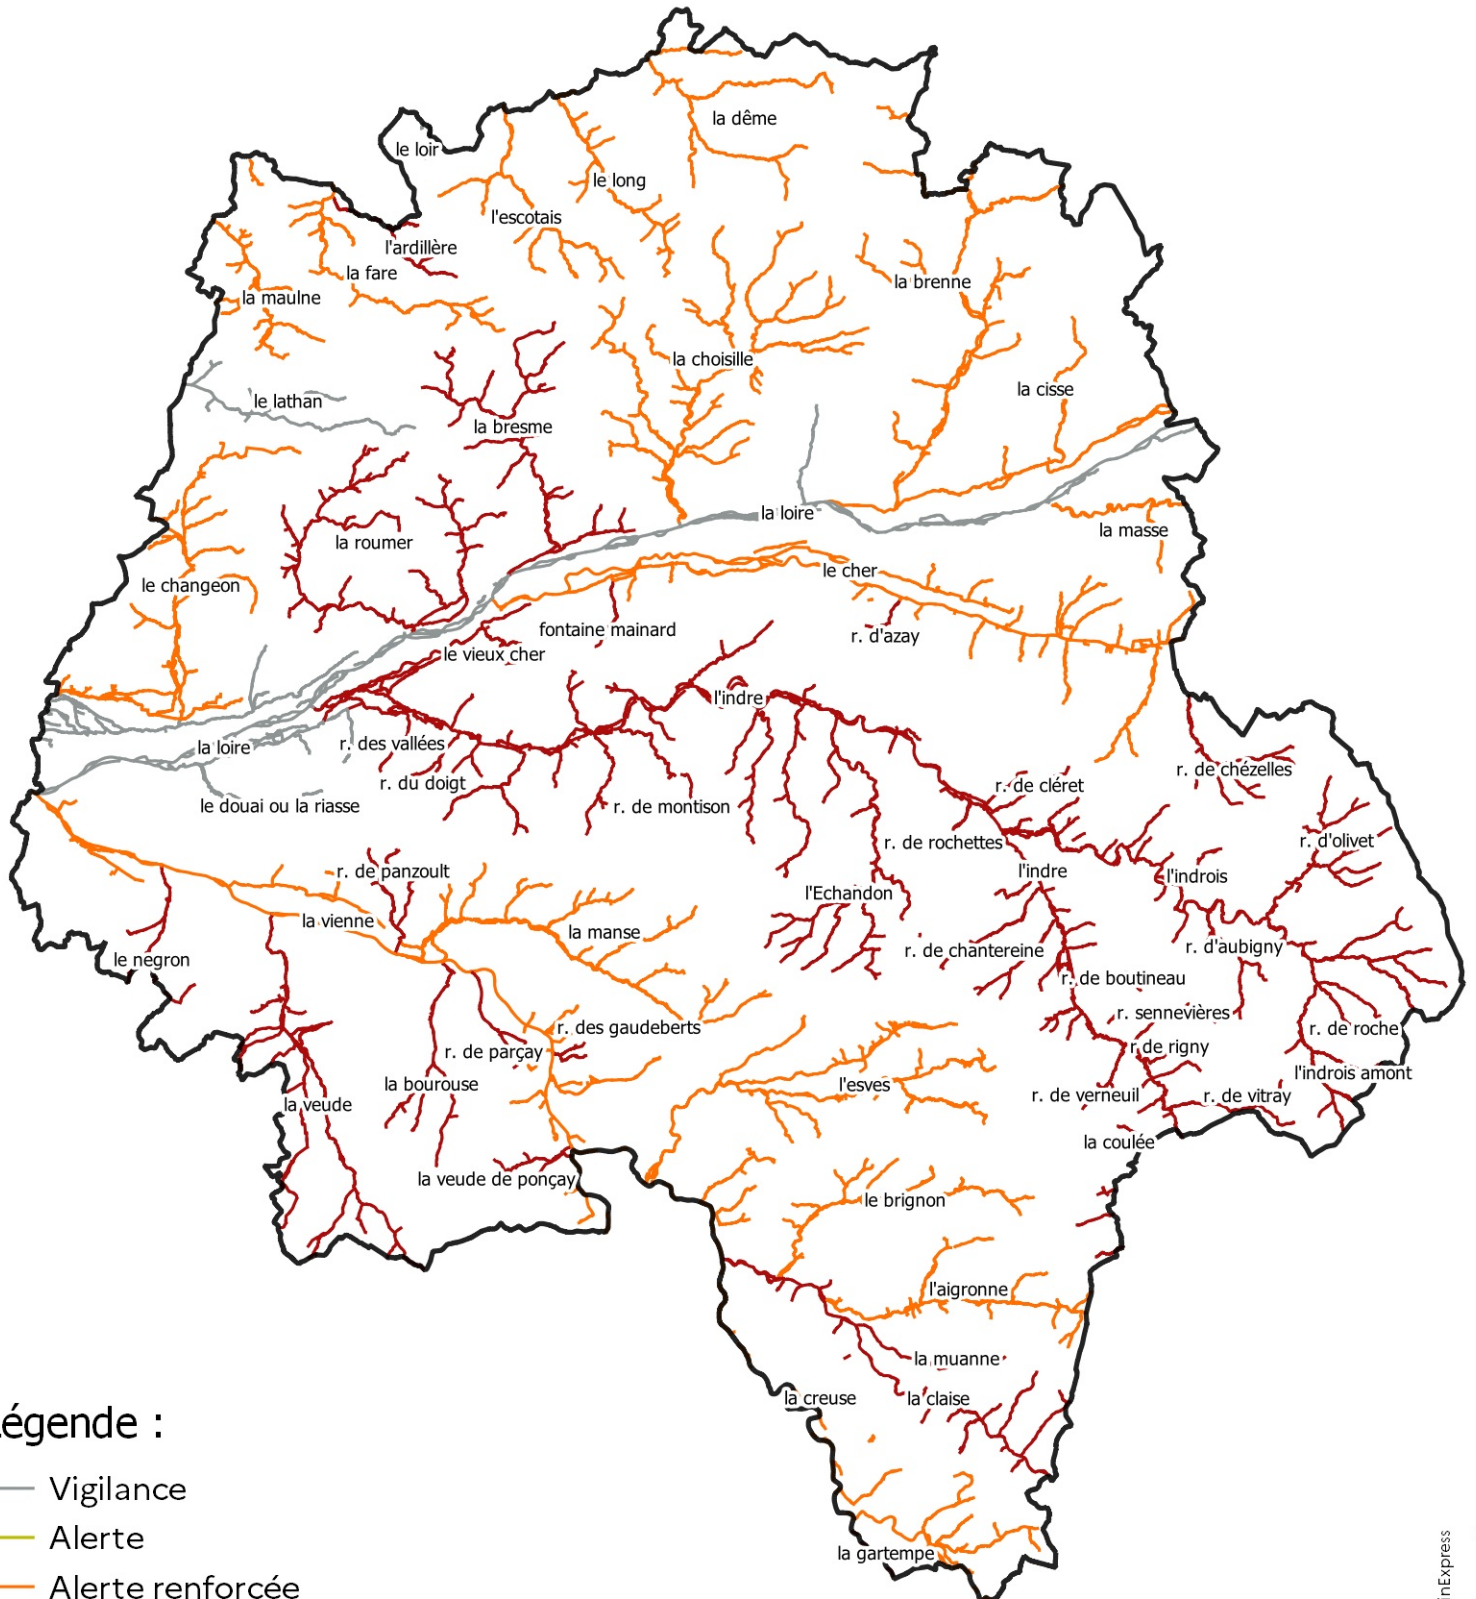 la dême
le loir
le long
l'escotais
l'ardillère
la fare
la brenne
la maulne
la choisille
la cisse
le lathan
la bresme
la loire
la masse
la roumer
le cher
le changeon
fontaine mainard
r. d'azay
le vieux cher
l'indre
r. des vallées
la loire
r. de chézelles
r. du doigt
r. de cléret
le douai ou la riasse
r. de montison
r. d'olivet
r. de rochettes
r. de panzoult
l'indre
l'indrois
l'Echandon
la vienne
la manse
r. d'aubigny
r. de chantereine
le négron
r. de boutineau
r. sennevières
r. des gaudeberts
r. de roche
r de rigny
r. de parçay
l'indrois amont
la bourouse
l'esves
r. de verneuil
r. de vitray
la veude
la coulée
la veude de ponçay
le brignon
l'aigronne
la muanne
la creuse
la claise
égende :
Vigilance
Alerte
la gartempe
Alerte renforcée
inExpress